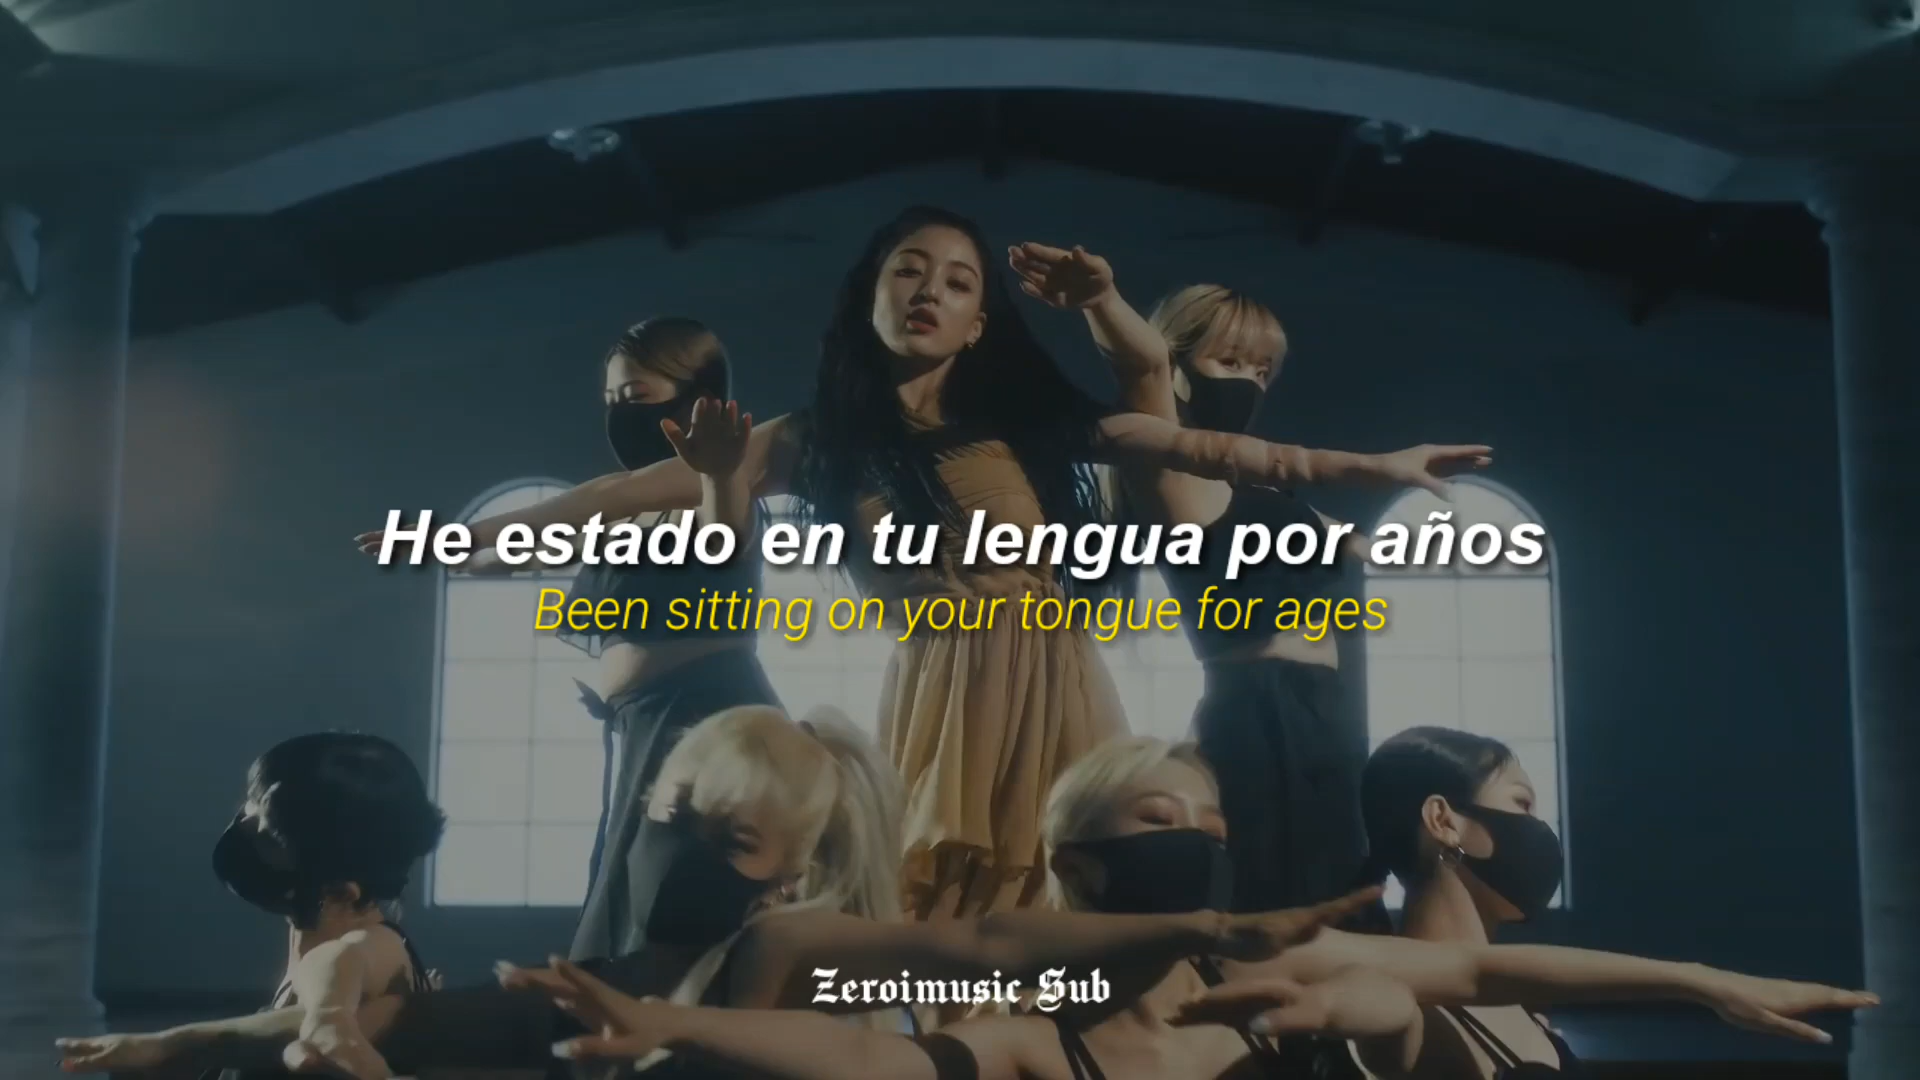 He estado en tu lengua por años
Been sitting on your tongue for ages
Zeroimusic Sub